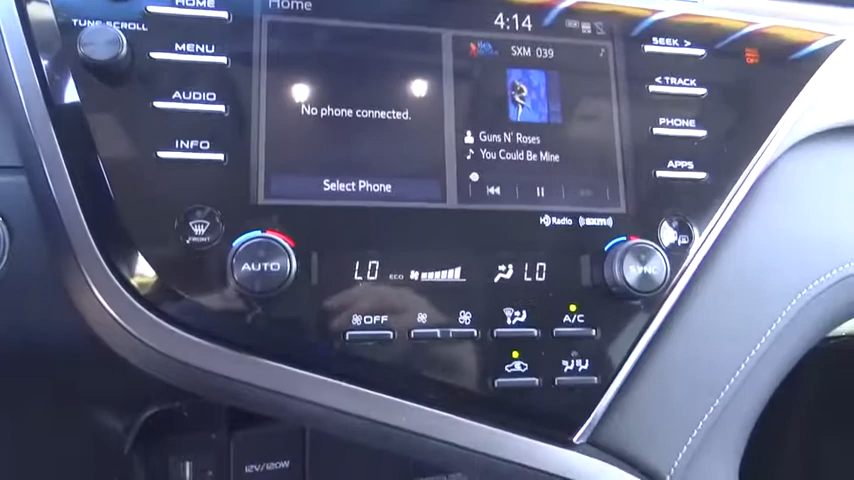 HOME
Home
4:14
TUNE·SCROLL
SEEK >
MENU
SXM 039
AUDIO
< TRACK
No phone connected.
PHONE
INFO
Guns N' Roses
You Could Be Mine
APPS
Select Phone
HD Radio (SXM)
FRONT
AUTO
LO
ECO
LO
SYNC
OFF
A/C
12V/120W